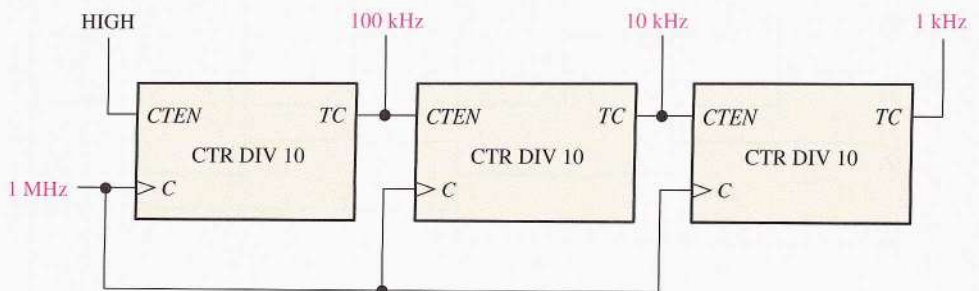 HIGH
100 kHz
10 kHz
1 kHz
CTEN
TC
CTEN
TC
CTEN
TC
CTR DIV 10
CTR DIV 10
CTR DIV 10
1 MHz
C
C
C